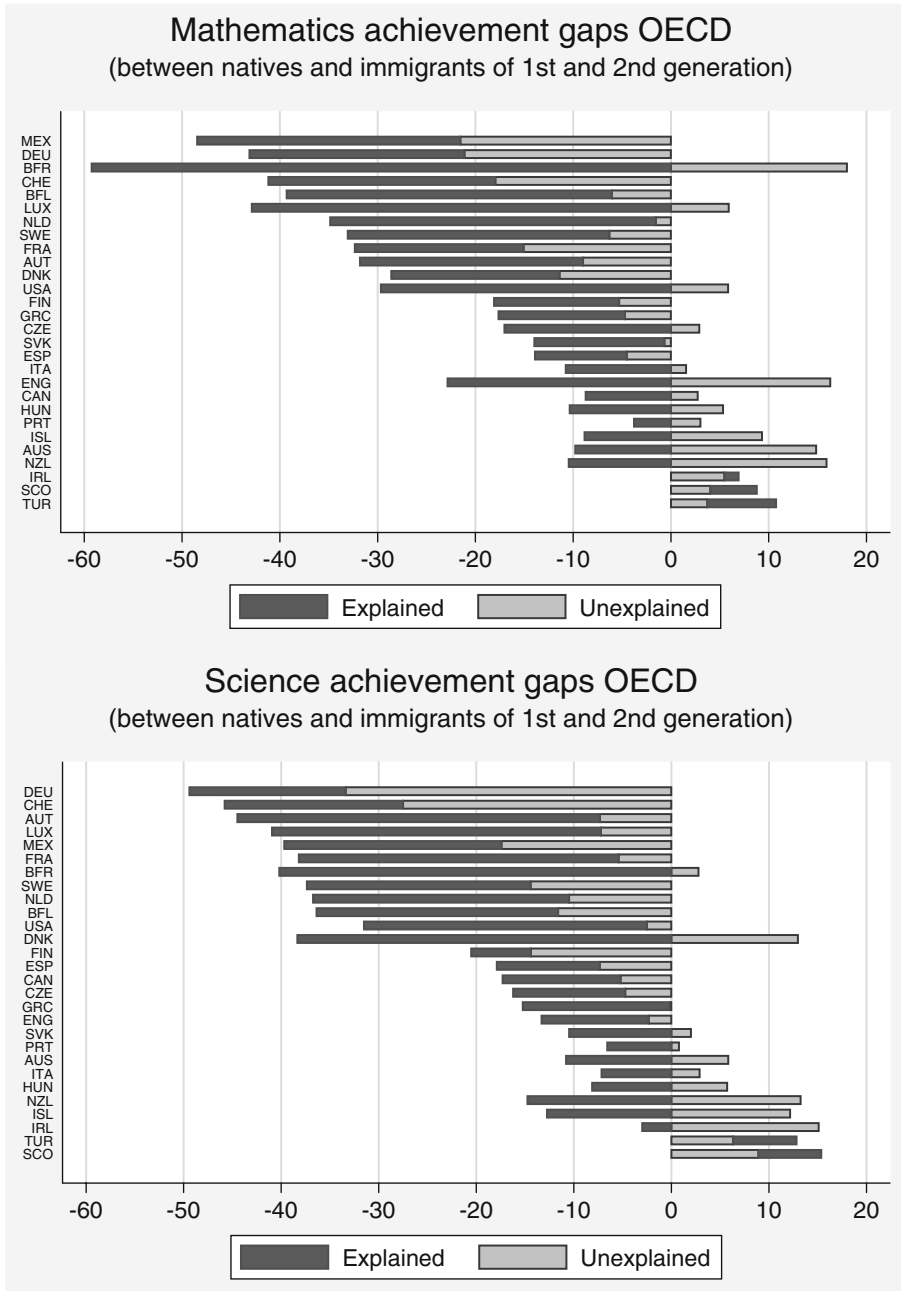 Mathematics achievement gaps OECD
(between natives and immigrants of 1st and 2nd generation)
MEX
DEU
BFR
CHE
BFL
LUX
NLD
SWE
FRA
AUT
DNK
USA
FIN
GRC
CZE
SVK
ESP
ITA
ENG
CAN
HUN
PRT
ISL
AUS
NZL
IRL
SCO
TUR
-60 -50 -40 -30 -20 -10 0 10 20
Explained Unexplained
Science achievement gaps OECD
(between natives and immigrants of 1st and 2nd generation)
DEU
CHE
AUT
LUX
MEX
FRA
BFR
SWE
NLD
BFL
USA
DNK
FIN
ESP
CAN
CZE
GRC
ENG
SVK
PRT
AUS
ITA
HUN
NZL
ISL
IRL
TUR
SCO
-60 -50 -40 -30 -20 -10 0 10 20
Explained Unexplained